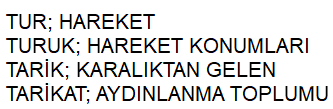 TUR; HAREKET
TURUK; HAREKET KONUMLARI
TARİK; KARALIKTAN GELEN
TARİKAT; AYDINLANMA TOPLUMU